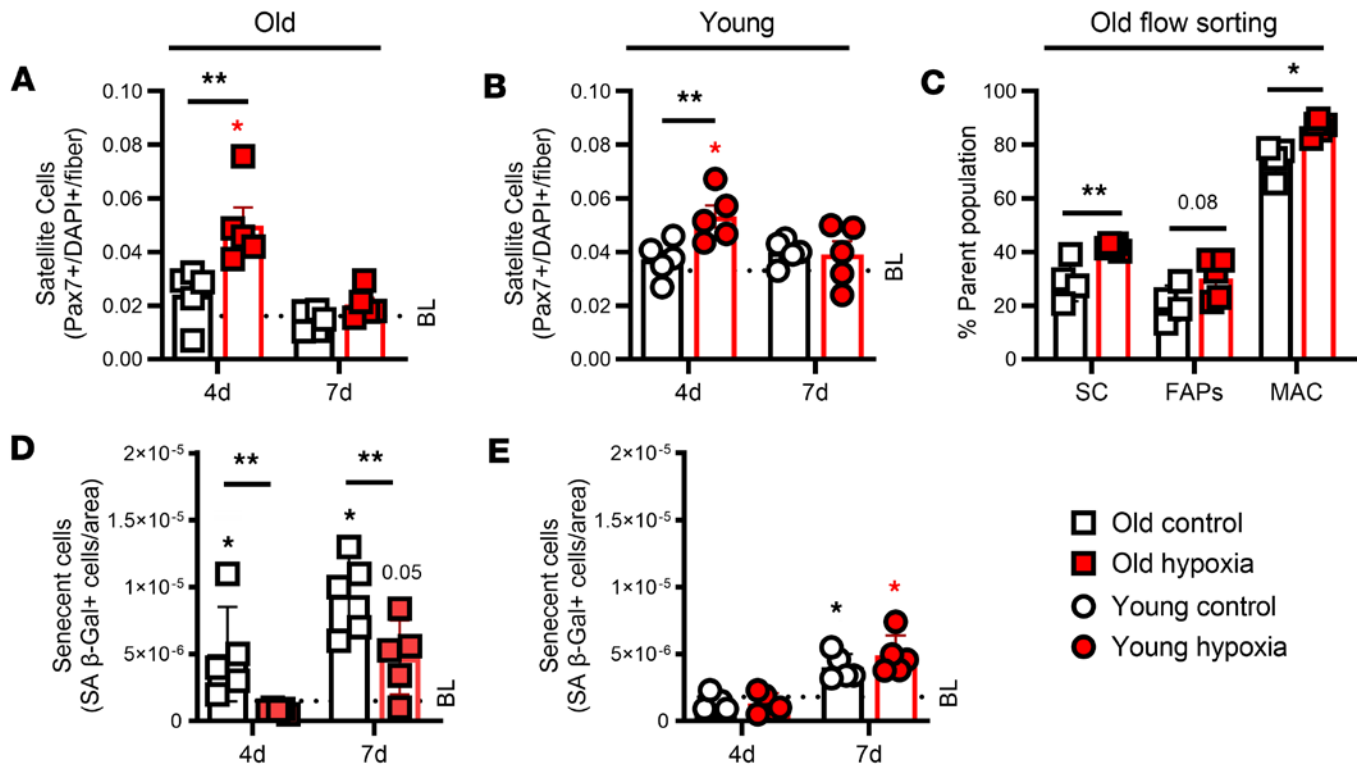 Old
Young
Old flow sorting
A
Satellite Cells
(Pax7+/DAPI+/fiber)
0.10
0.08
0.06
0.04
0.02
0.00
**
*
BL
4d
7d
B
Satellite Cells
(Pax7+/DAPI+/fiber)
0.10
0.08
0.06
0.04
0.02
0.00
**
*
BL
4d
7d
C
% Parent population
100
80
60
40
20
0
**
0.08
*
SC
FAPs
MAC
D
Senecent cells
(SA β-Gal+ cells/area)
2×10-5
1.5×10-5
1×10-5
5×10-6
0
**
**
*
*
0.05
BL
4d
7d
E
Senecent cells
(SA β-Gal+ cells/area)
2×10-5
1.5×10-5
1×10-5
5×10-6
0
*
*
BL
4d
7d
Old control
Old hypoxia
Young control
Young hypoxia